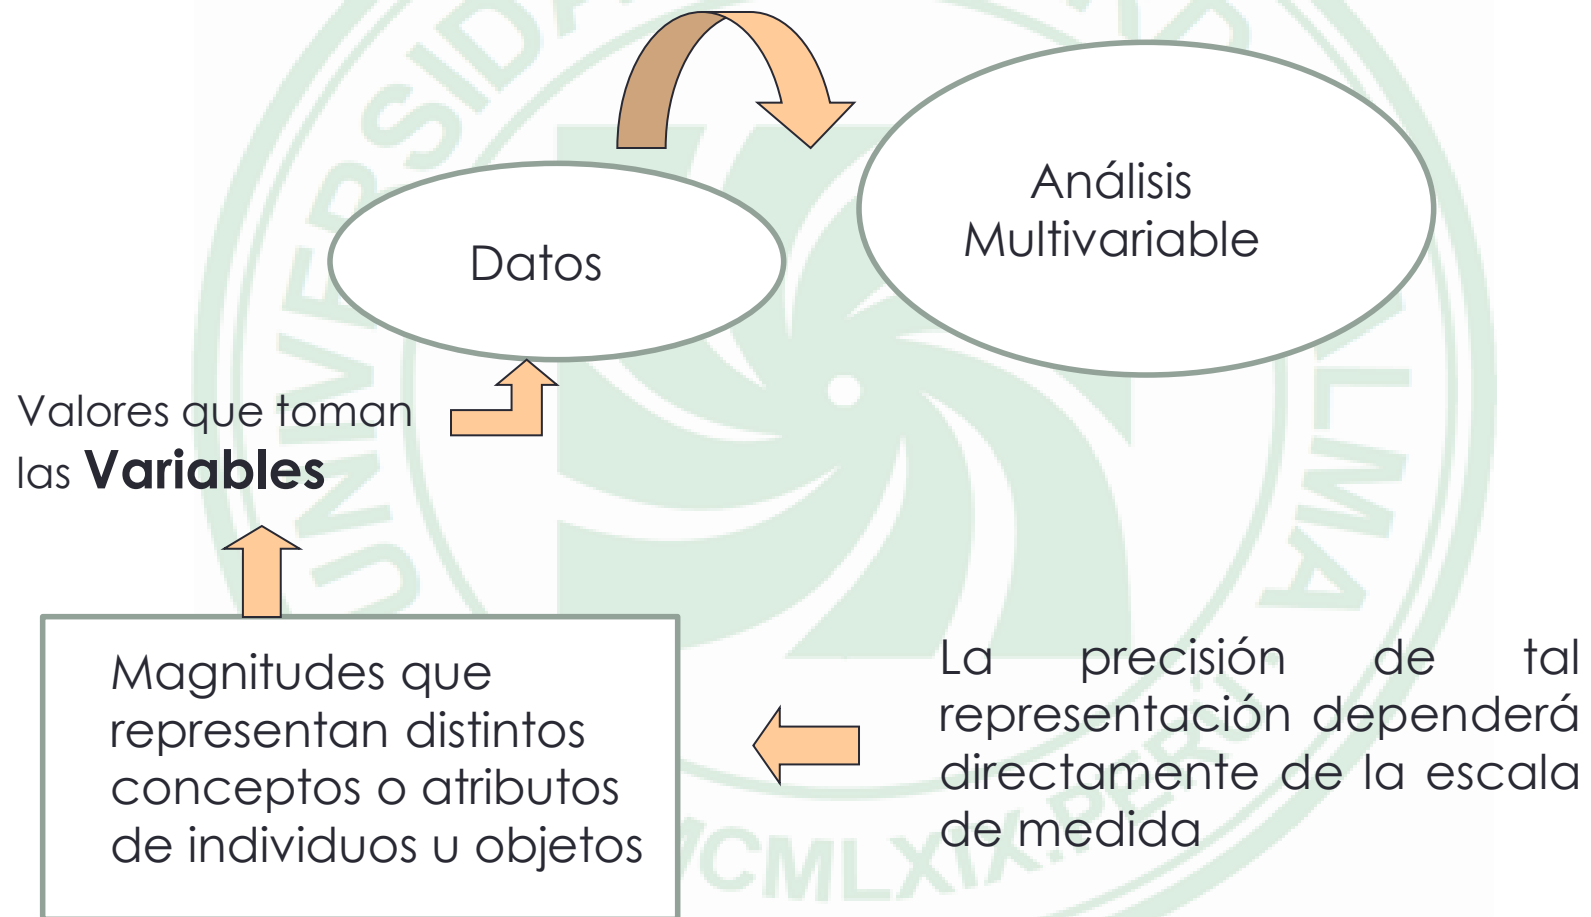 Análisis
Multivariable
Datos
Valores que toman
las Variables
Magnitudes que
representan distintos
conceptos o atributos
de individuos u objetos
La precisión de tal
representación dependerá
directamente de la escala
de medida